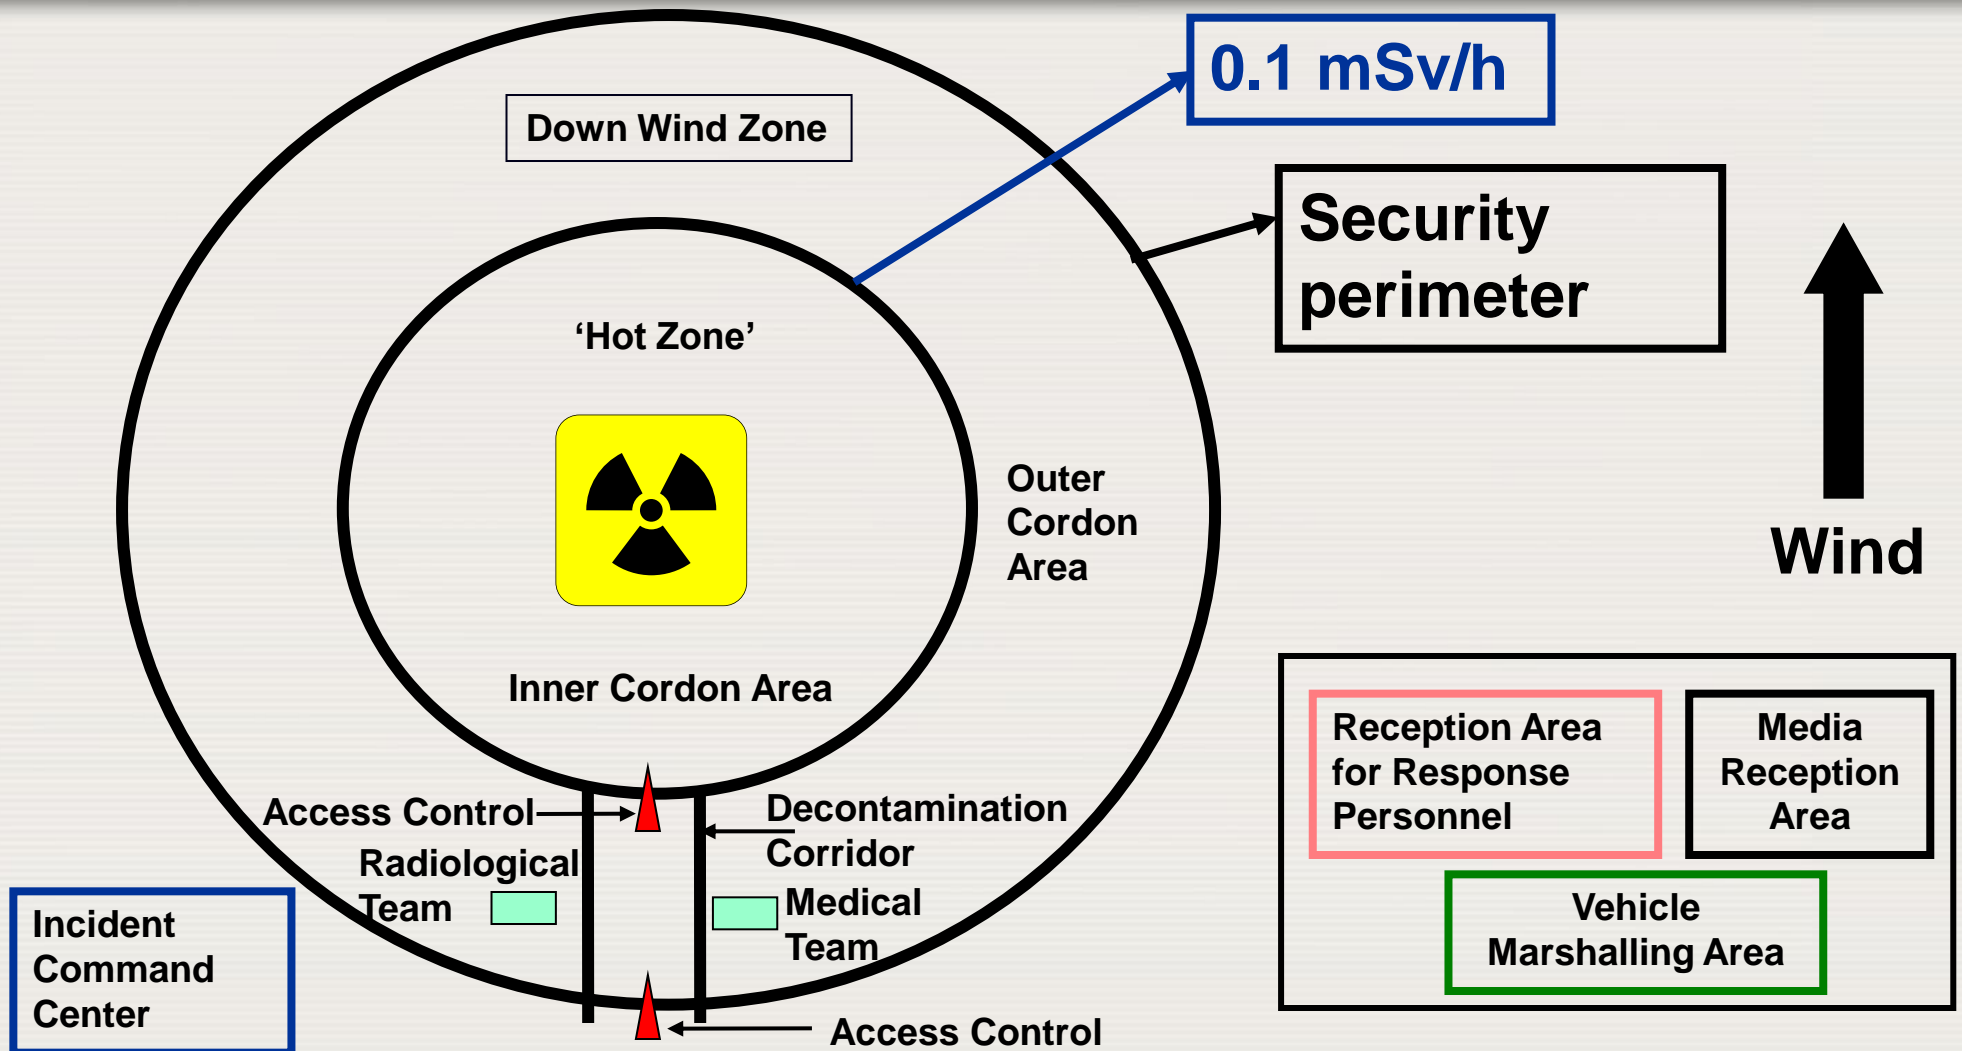 0.1 mSv/h
Down Wind Zone
Security
perimeter
‘Hot Zone’
Outer
Cordon
Area
Wind
Inner Cordon Area
Reception Area
for Response
Personnel
Media
Reception
Area
Access Control
Decontamination
Corridor
Radiological
Team
Medical
Team
Vehicle
Marshalling Area
Incident
Command
Center
Access Control